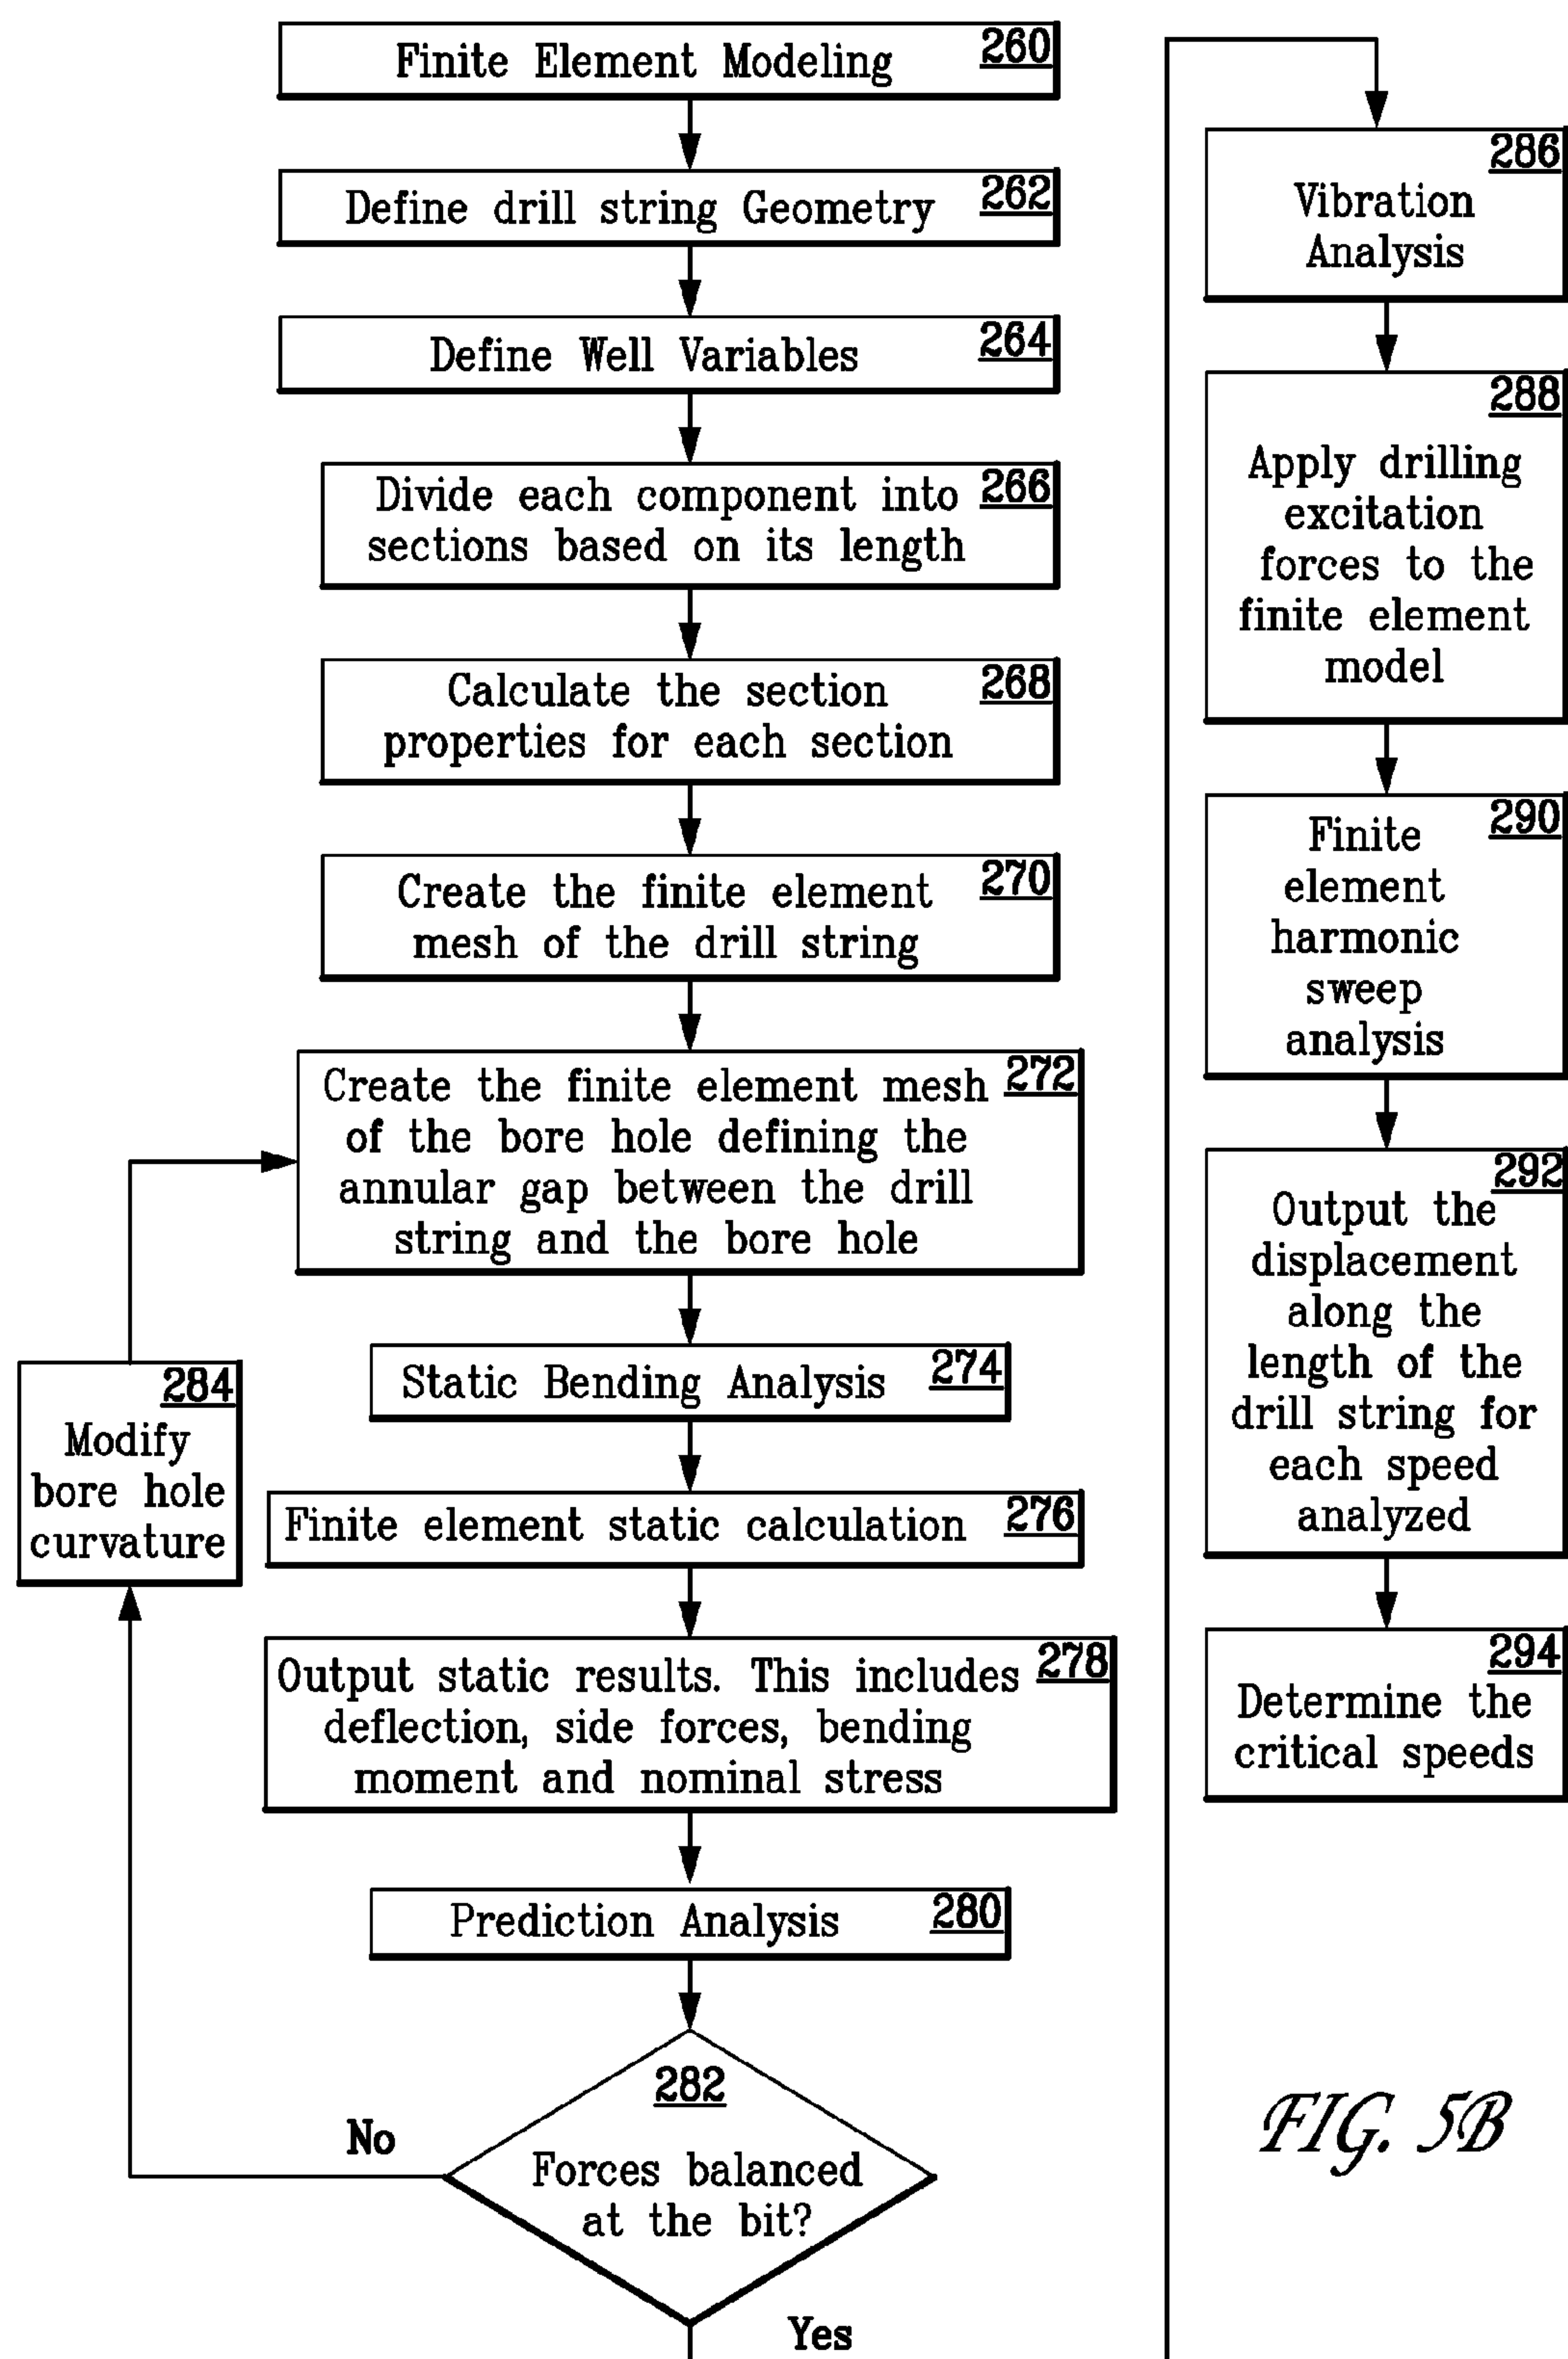 Finite Element Modeling 260
Define drill string Geometry 262
Define Well Variables 264
Divide each component into 266
sections based on its length
Calculate the section 268
properties for each section
Create the finite element 270
mesh of the drill string
Create the finite element mesh 272
of the bore hole defining the
annular gap between the drill
string and the bore hole
Static Bending Analysis 274
284
Modify
bore hole
curvature
Finite element static calculation 276
Output static results. This includes 278
deflection, side forces, bending
moment and nominal stress
Prediction Analysis 280
282
Forces balanced
at the bit?
No
Yes
286
Vibration
Analysis
288
Apply drilling
excitation
forces to the
finite element
model
290
Finite
element
harmonic
sweep
analysis
292
Output the
displacement
along the
length of the
drill string for
each speed
analyzed
294
Determine the
critical speeds
FIG. 5B